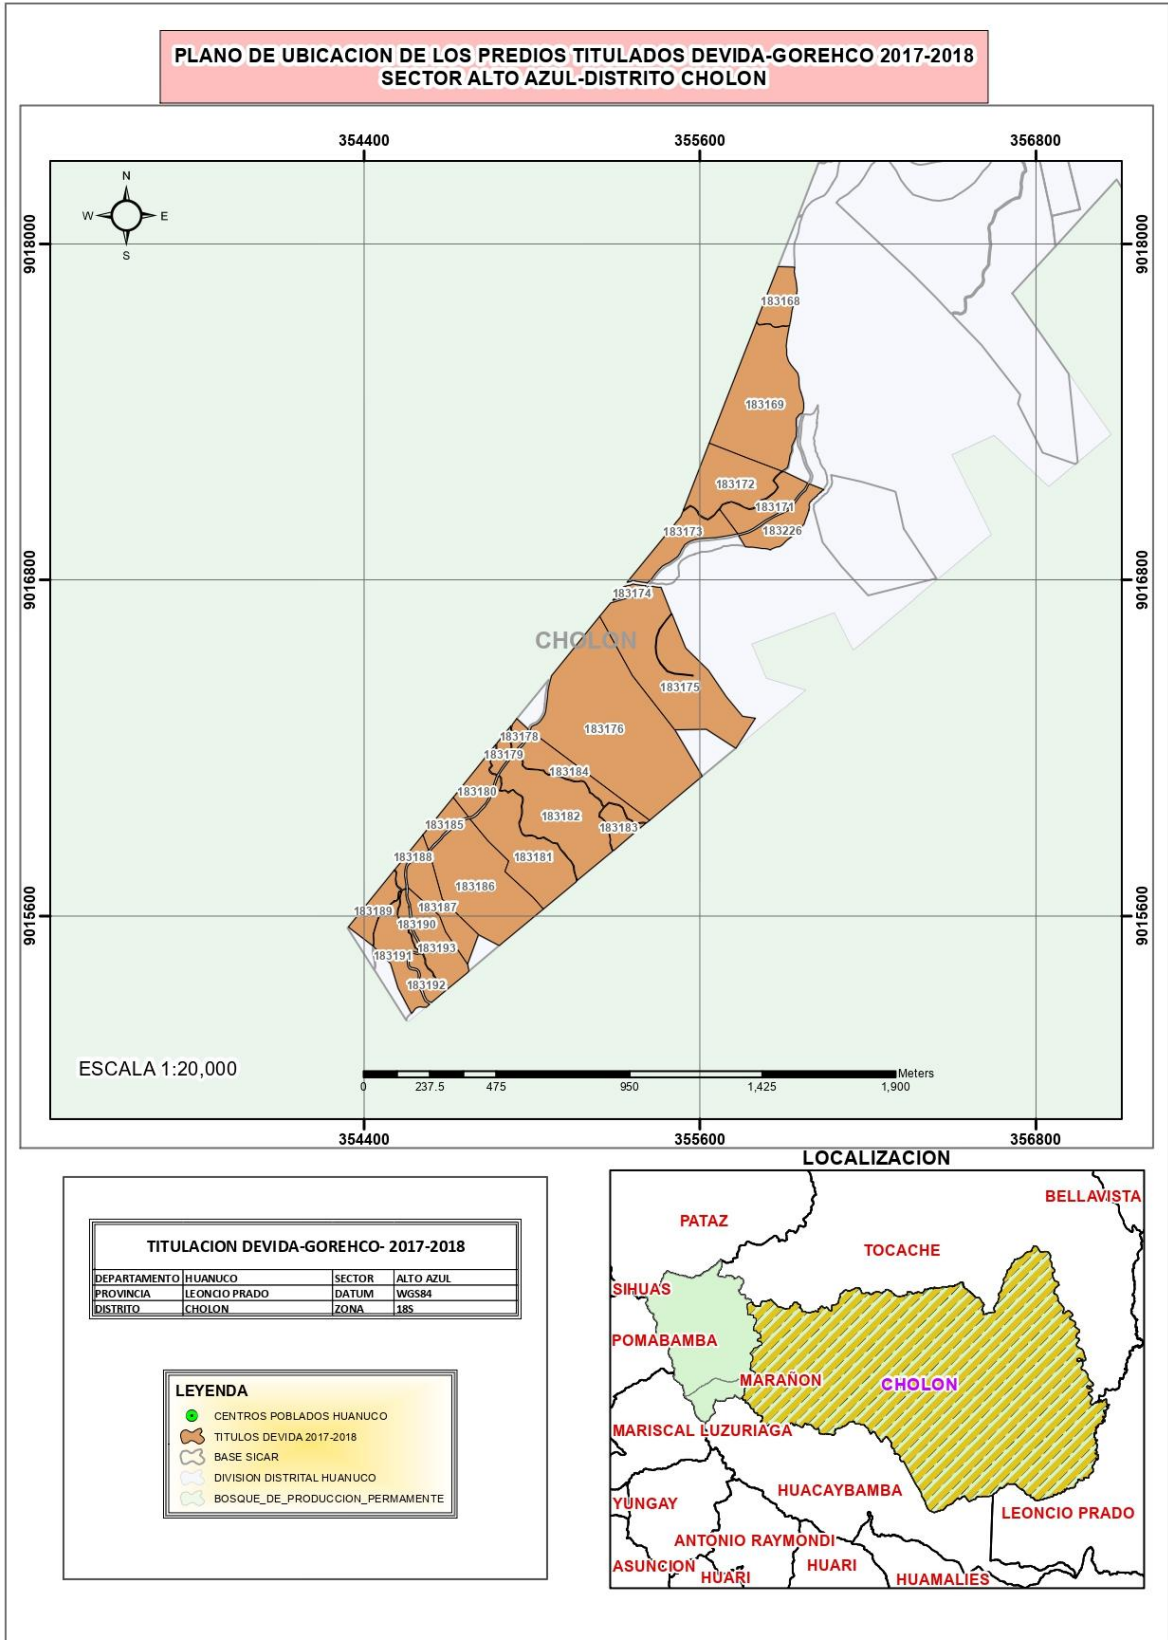 PLANO DE UBICACION DE LOS PREDIOS TITULADOS DEVIDA-GOREHCO 2017-2018
SECTOR ALTO AZUL-DISTRITO CHOLON
354400
355600
356800
N
W
E
S
9018000
9018000
183168
183169
183172
183171
183173
183226
9016800
9016800
183174
CHOLON
183175
183176
183178
183179
183184
183180
183182
183185
183183
183188
183181
183186
183187
183189
183190
9015600
9015600
183193
183191
183192
ESCALA 1:20,000
Meters
0
237.5
475
950
1,425
1,900
354400
355600
356800
TITULACION DEVIDA-GOREHCO- 2017-2018
DEPARTAMENTO HUANUCO SECTOR ALTO AZUL
PROVINCIA LEONCIO PRADO DATUM WGS84
DISTRITO CHOLON ZONA 18S
LEYENDA
CENTROS POBLADOS HUANUCO
TITULOS DEVIDA 2017-2018
BASE SICAR
DIVISION DISTRITAL HUANUCO
BOSQUE_DE_PRODUCCION_PERMAMENTE
LOCALIZACION
BELLAVISTA
PATAZ
TOCACHE
SIHUAS
POMABAMBA
MARAÑON
CHOLON
MARISCAL LUZURIAGA
HUACAYBAMBA
YUNGAY
LEONCIO PRADO
ANTONIO RAYMONDI
ASUNCION
HUARI
HUARI
HUAMALIES